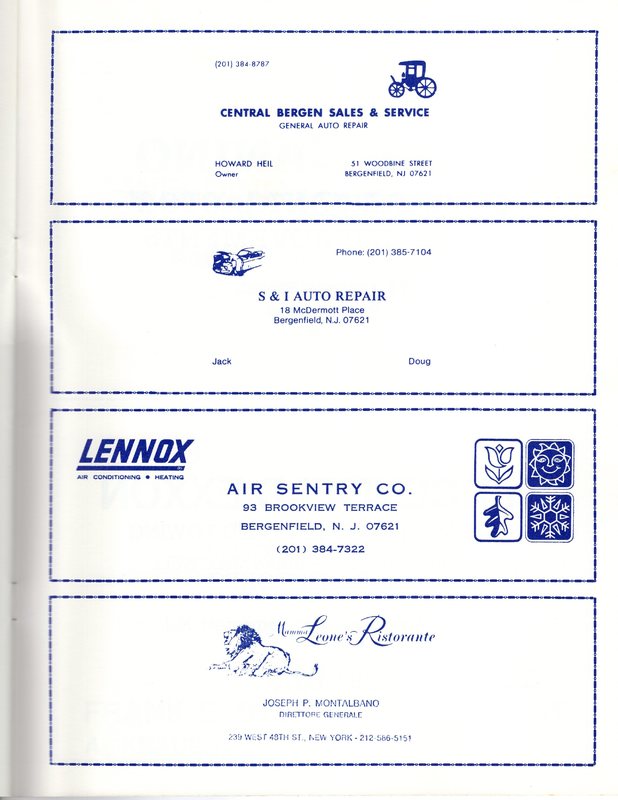 (201) 384-8787
CENTRAL BERGEN SALES & SERVICE
GENERAL AUTO REPAIR
HOWARD HEIL
Owner
51 WOODBINE STREET
BERGENFIELD, NJ 07621
Phone: (201) 385-7104
S & I AUTO REPAIR
18 McDermott Place
Bergenfield, N.J. 07621
Jack
Doug
LENNOX
AIR CONDITIONING • HEATING
AIR SENTRY CO.
93 BROOKVIEW TERRACE
BERGENFIELD, N. J. 07621
(201) 384-7322
Mamma Leone's Ristorante
JOSEPH P. MONTALBANO
DIRETTORE GENERALE
239 WEST 48TH ST., NEW YORK - 212-586-5151